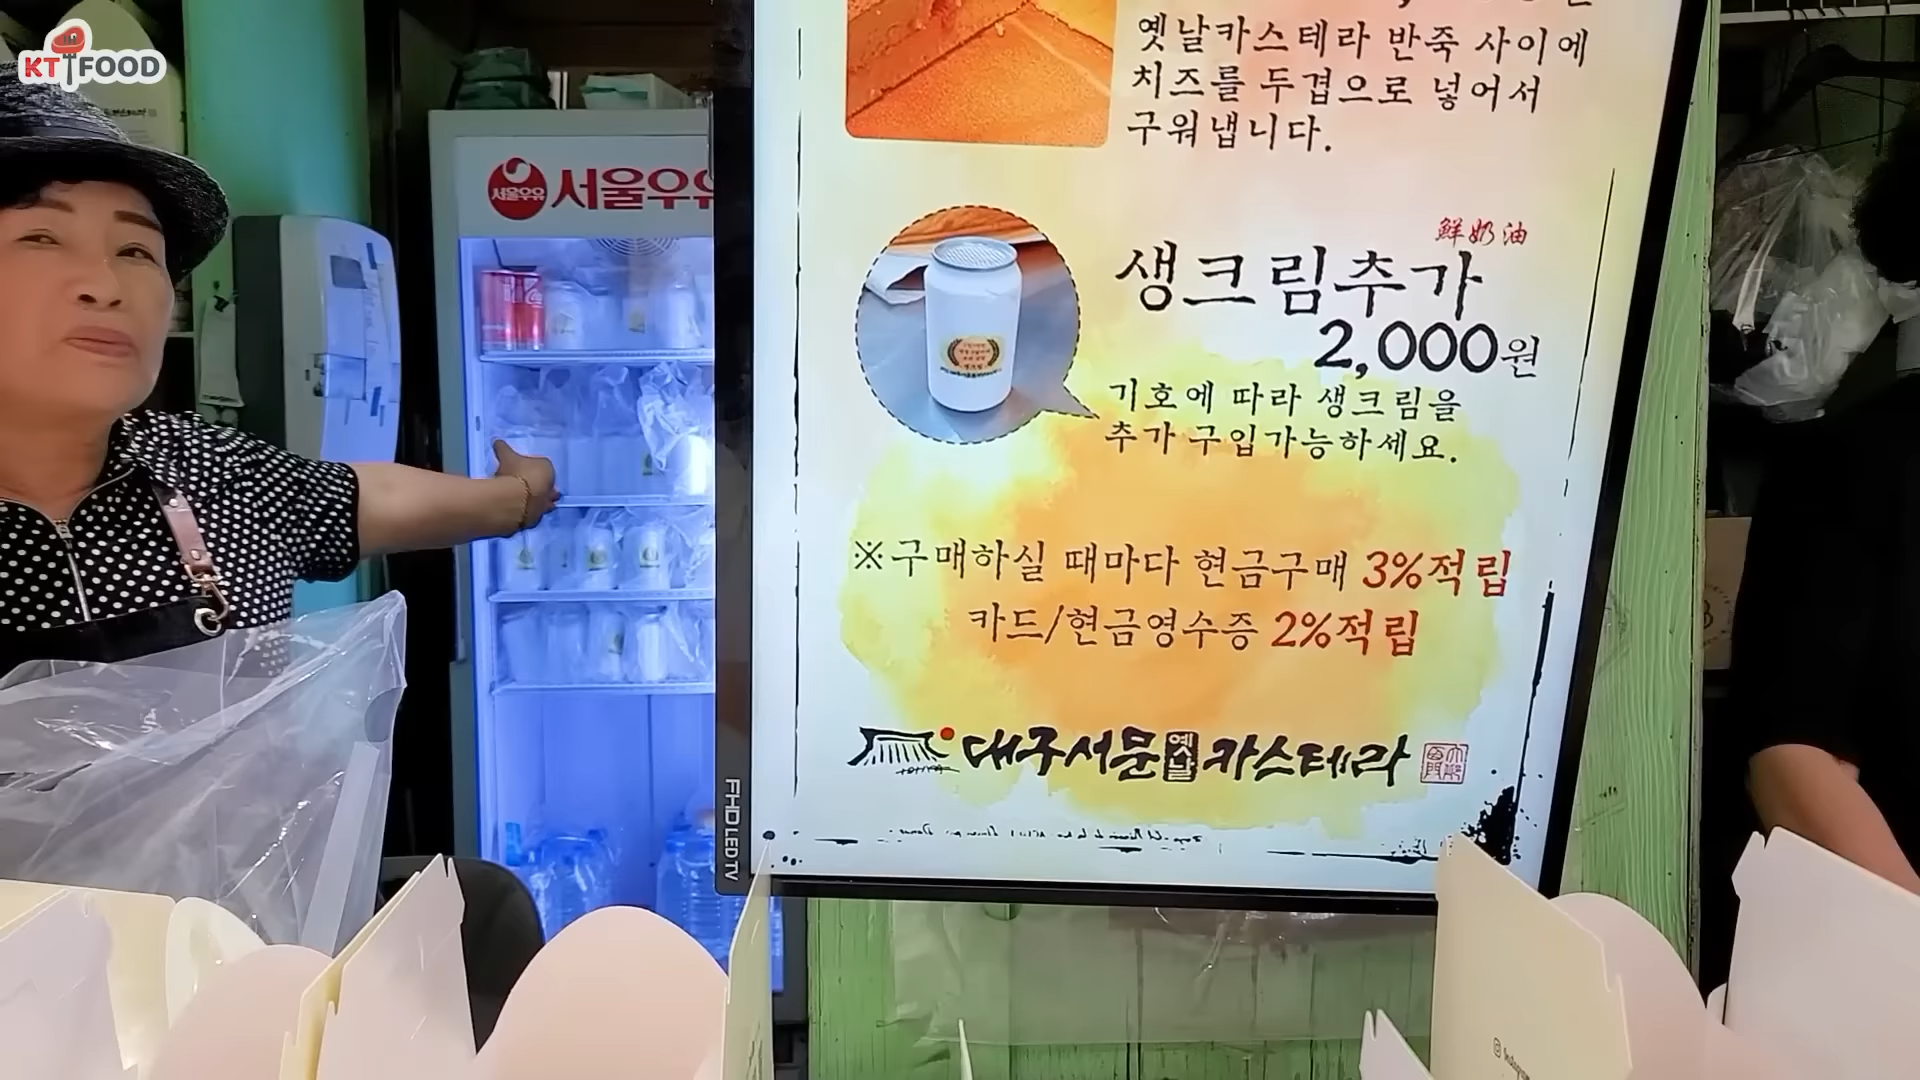 KT FOOD
서울우유
서울우유
옛날카스테라 반죽 사이에
치즈를 두겹으로 넣어서
구워냅니다.
鮮奶油
생크림추가
2,000원
기호에 따라 생크림을
추가 구입가능하세요.
※구매하실 때마다 현금구매 3%적립
카드/현금영수증 2%적립
대구서문옛날카스테라
FHD LED TV